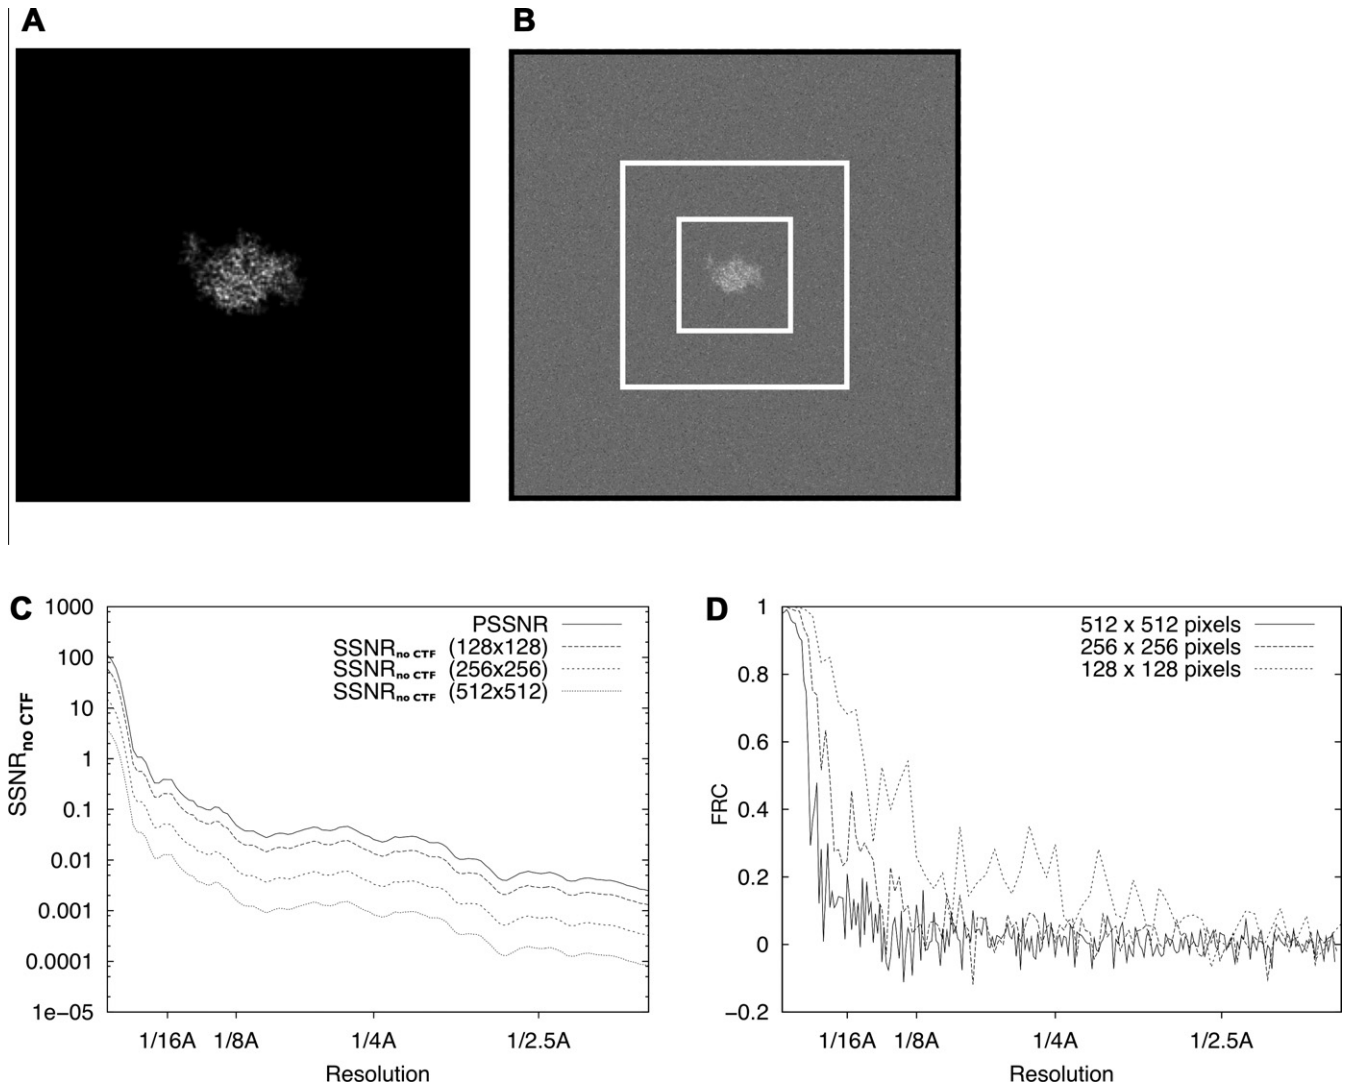 A
B
C
1000
100
10
1
0.1
0.01
0.001
0.0001
1e-05
SSNRno CTF
PSSNR
SSNRno CTF (128x128)
SSNRno CTF (256x256)
SSNRno CTF (512x512)
1/16A 1/8A 1/4A 1/2.5A
Resolution
D
1
0.8
0.6
0.4
0.2
0
−0.2
FRC
512 x 512 pixels
256 x 256 pixels
128 x 128 pixels
1/16A 1/8A 1/4A 1/2.5A
Resolution